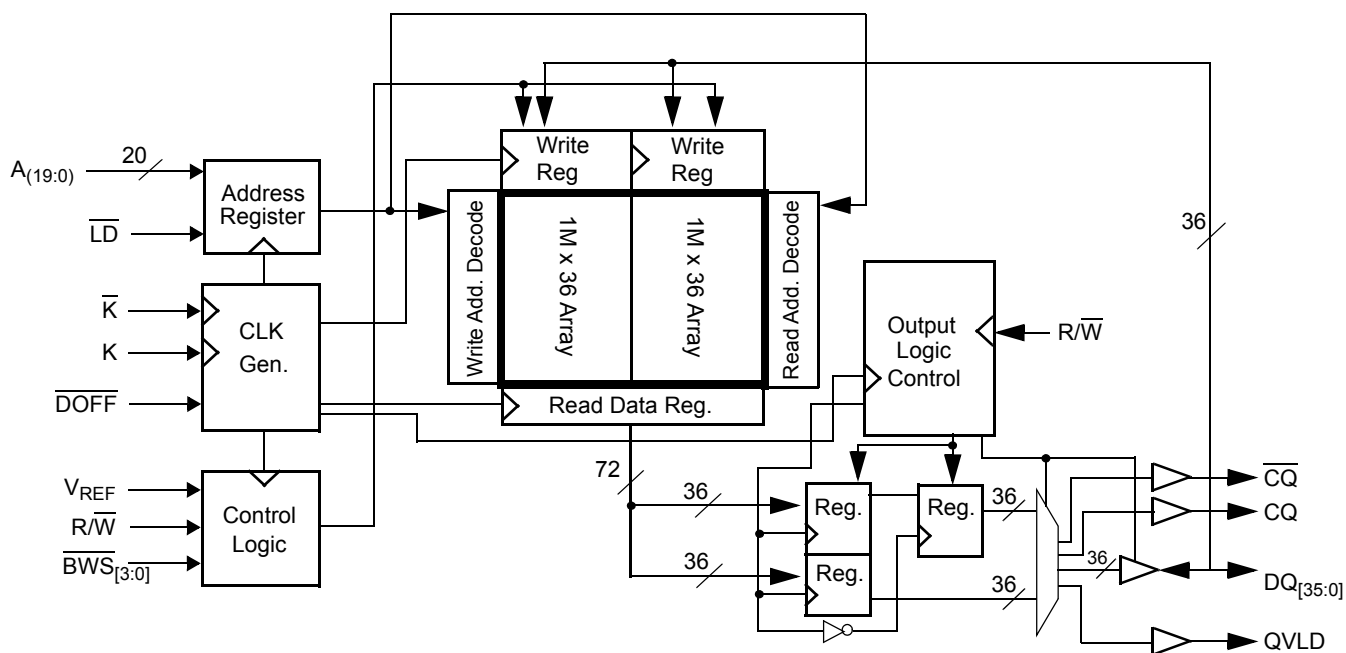 A(19:0)
20
LD
Address
Register
K
K
DOFF
CLK
Gen.
VREF
R/W
BWS[3:0]
Control
Logic
Write
Reg
Write
Reg
Write Add. Decode
1M x 36 Array
1M x 36 Array
Read Add. Decode
Read Data Reg.
72
36
36
Output
Logic
Control
R/W
36
Reg.
Reg.
Reg.
36
36
36
CQ
CQ
DQ[35:0]
QVLD